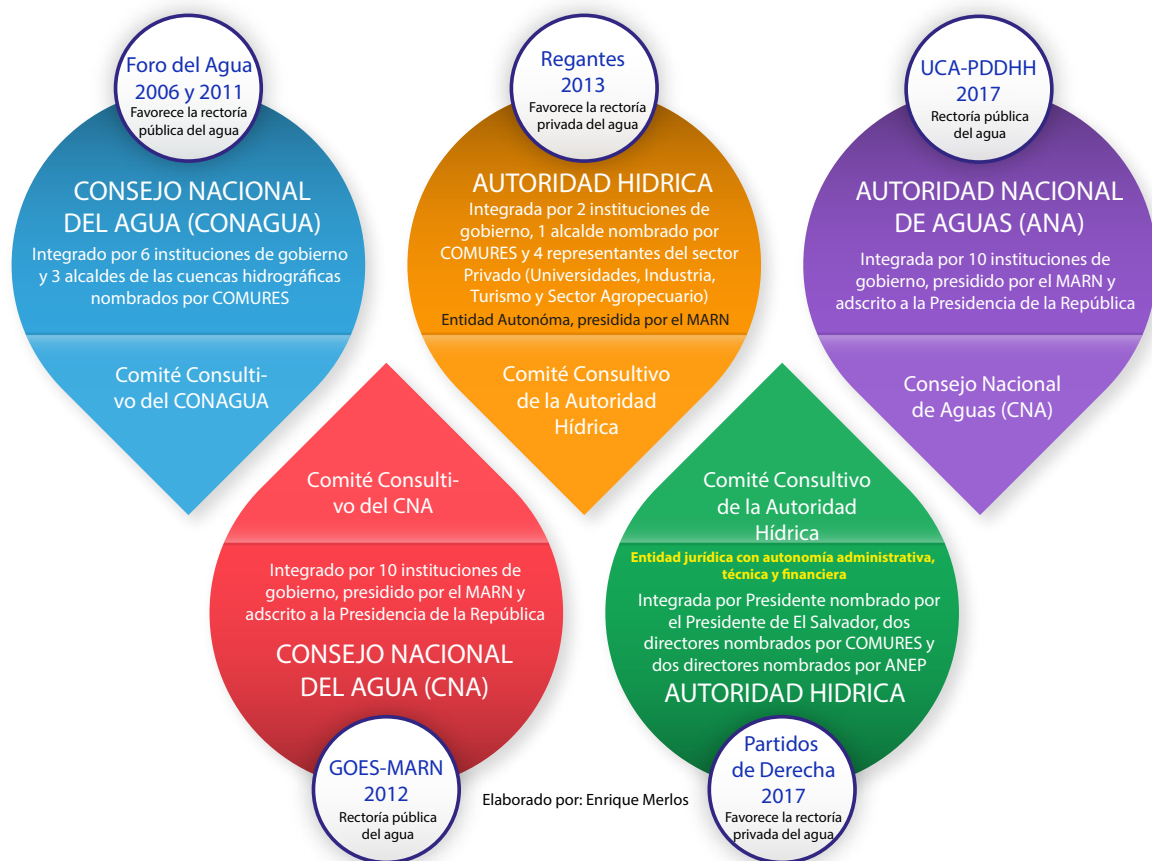 Foro del Agua
2006 y 2011
Favorece la rectoría
pública del agua
CONSEJO NACIONAL
DEL AGUA (CONAGUA)
Integrado por 6 instituciones de gobierno
y 3 alcaldes de las cuencas hidrográficas
nombrados por COMURES
Comité Consulti-
vo del CONAGUA
Regantes
2013
Favorece la rectoría
privada del agua
AUTORIDAD HIDRICA
Integrada por 2 instituciones de
gobierno, 1 alcalde nombrado por
COMURES y 4 representantes del sector
Privado (Universidades, Industria,
Turismo y Sector Agropecuario)
Entidad Autonóma, presidida por el MARN
Comité Consultivo
de la Autoridad
Hídrica
UCA-PDDHH
2017
Rectoría pública
del agua
AUTORIDAD NACIONAL
DE AGUAS (ANA)
Integrada por 10 instituciones de
gobierno, presidido por el MARN y
adscrito a la Presidencia de la República
Consejo Nacional
de Aguas (CNA)
Comité Consulti-
vo del CNA
Integrado por 10 instituciones de
gobierno, presidido por el MARN y
adscrito a la Presidencia de la República
CONSEJO NACIONAL
DEL AGUA (CNA)
GOES-MARN
2012
Rectoría pública
del agua
Comité Consultivo
de la Autoridad
Hídrica
Entidad jurídica con autonomía administrativa,
técnica y financiera
Integrada por Presidente nombrado por
el Presidente de El Salvador, dos
directores nombrados por COMURES y
dos directores nombrados por ANEP
AUTORIDAD HIDRICA
Partidos
de Derecha
2017
Favorece la rectoría
privada del agua
Elaborado por: Enrique Merlos